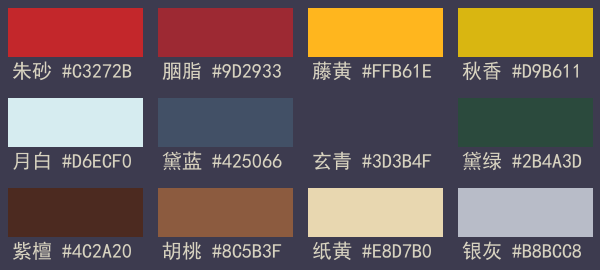 朱砂 #C3272B 胭脂 #9D2933 藤黄 #FFB61E 秋香 #D9B611
月白 #D6ECF0 黛蓝 #425066 玄青 #3D3B4F 黛绿 #2B4A3D
紫檀 #4C2A20 胡桃 #8C5B3F 纸黄 #E8D7B0 银灰 #B8BCC8